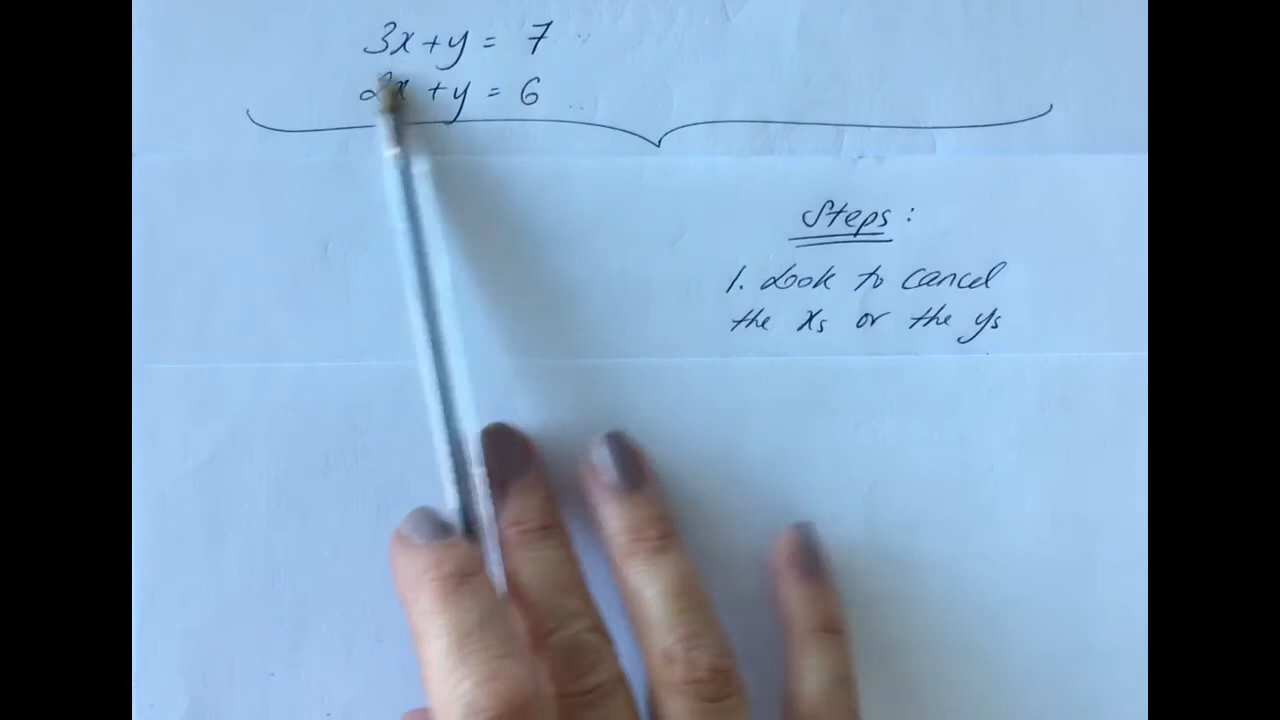 3x + y = 7
2x + y = 6
Steps:
1. Look to cancel
the xs or the ys